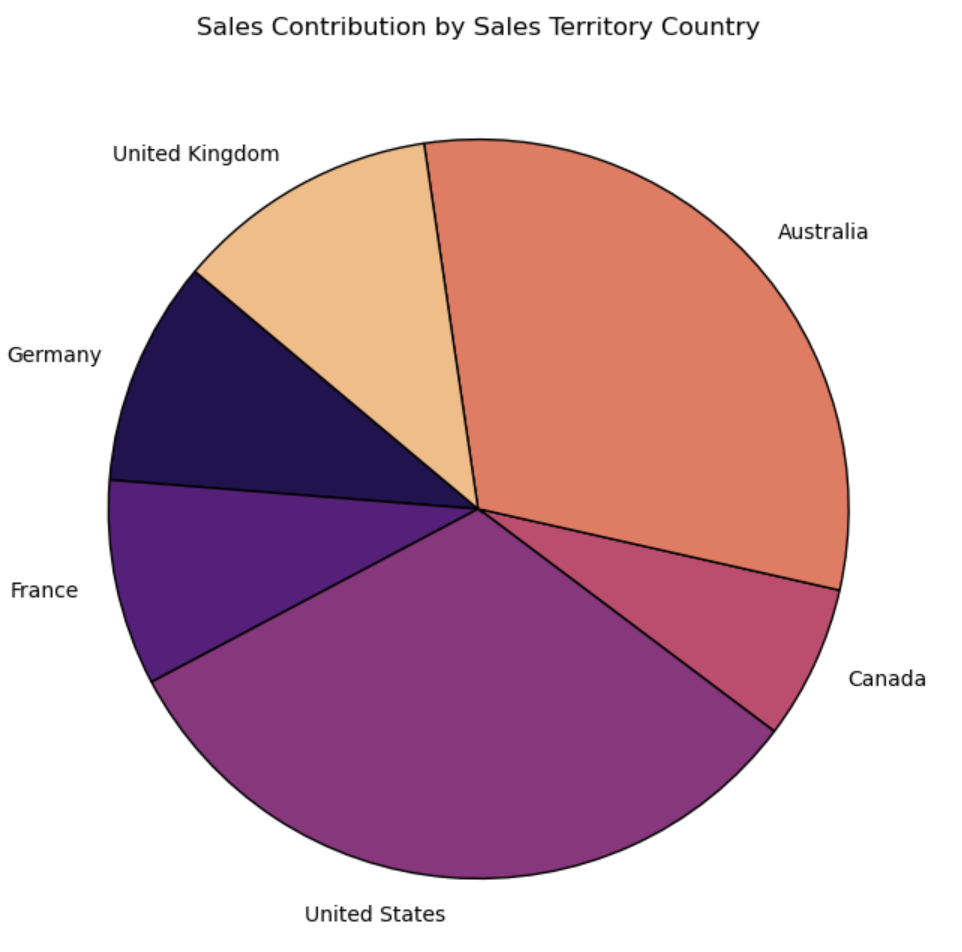 Sales Contribution by Sales Territory Country
United Kingdom
Australia
Germany
France
Canada
United States